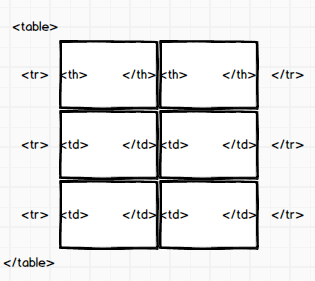 <table>
<tr> <th> </th> <th> </th> </tr>
<tr> <td> </td> <td> </td> </tr>
<tr> <td> </td> <td> </td> </tr>
</table>